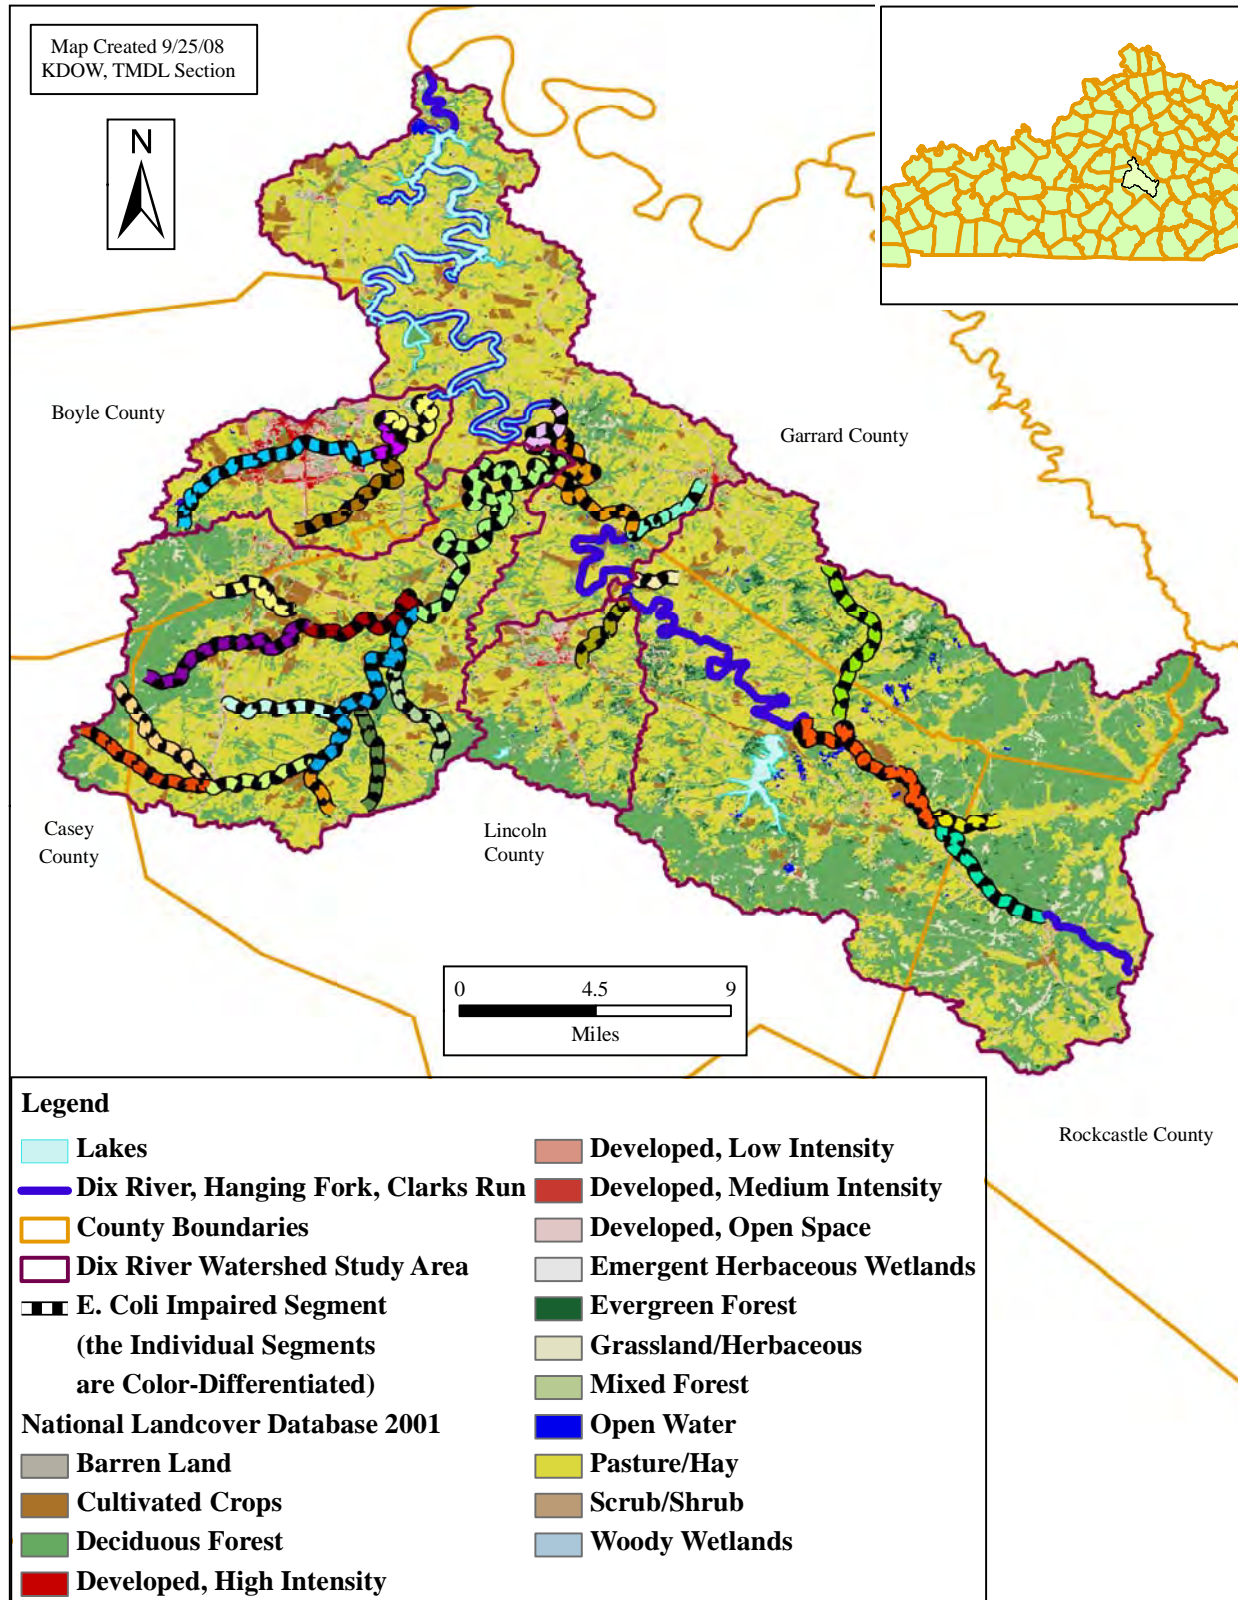 Map Created 9/25/08
KDOW, TMDL Section
N
Boyle County
Garrard County
Casey
County
Lincoln
County
0 4.5 9
Miles
Rockcastle County
Legend
Lakes
Dix River, Hanging Fork, Clarks Run
County Boundaries
Dix River Watershed Study Area
E. Coli Impaired Segment
(the Individual Segments
are Color-Differentiated)
National Landcover Database 2001
Barren Land
Cultivated Crops
Deciduous Forest
Developed, High Intensity
Developed, Low Intensity
Developed, Medium Intensity
Developed, Open Space
Emergent Herbaceous Wetlands
Evergreen Forest
Grassland/Herbaceous
Mixed Forest
Open Water
Pasture/Hay
Scrub/Shrub
Woody Wetlands